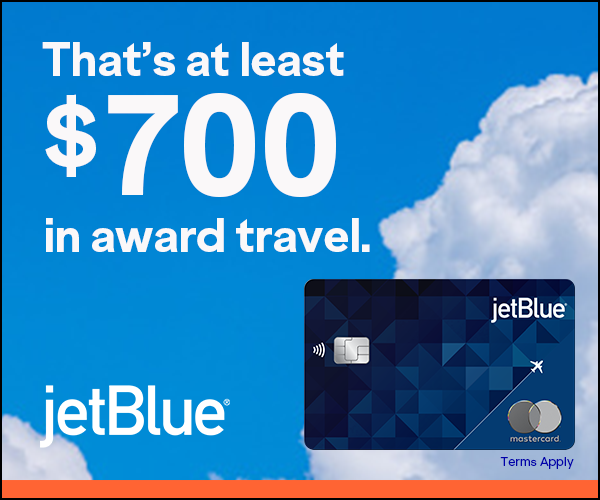 That’s at least
$700
in award travel.
jetBlue®
mastercard.
jetBlue®
Terms Apply